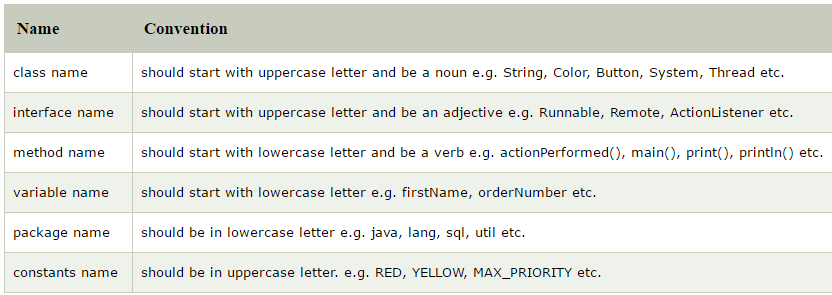 Name Convention
class name should start with uppercase letter and be a noun e.g. String, Color, Button, System, Thread etc.
interface name should start with uppercase letter and be an adjective e.g. Runnable, Remote, ActionListener etc.
method name should start with lowercase letter and be a verb e.g. actionPerformed(), main(), print(), println() etc.
variable name should start with lowercase letter e.g. firstName, orderNumber etc.
package name should be in lowercase letter e.g. java, lang, sql, util etc.
constants name should be in uppercase letter. e.g. RED, YELLOW, MAX_PRIORITY etc.